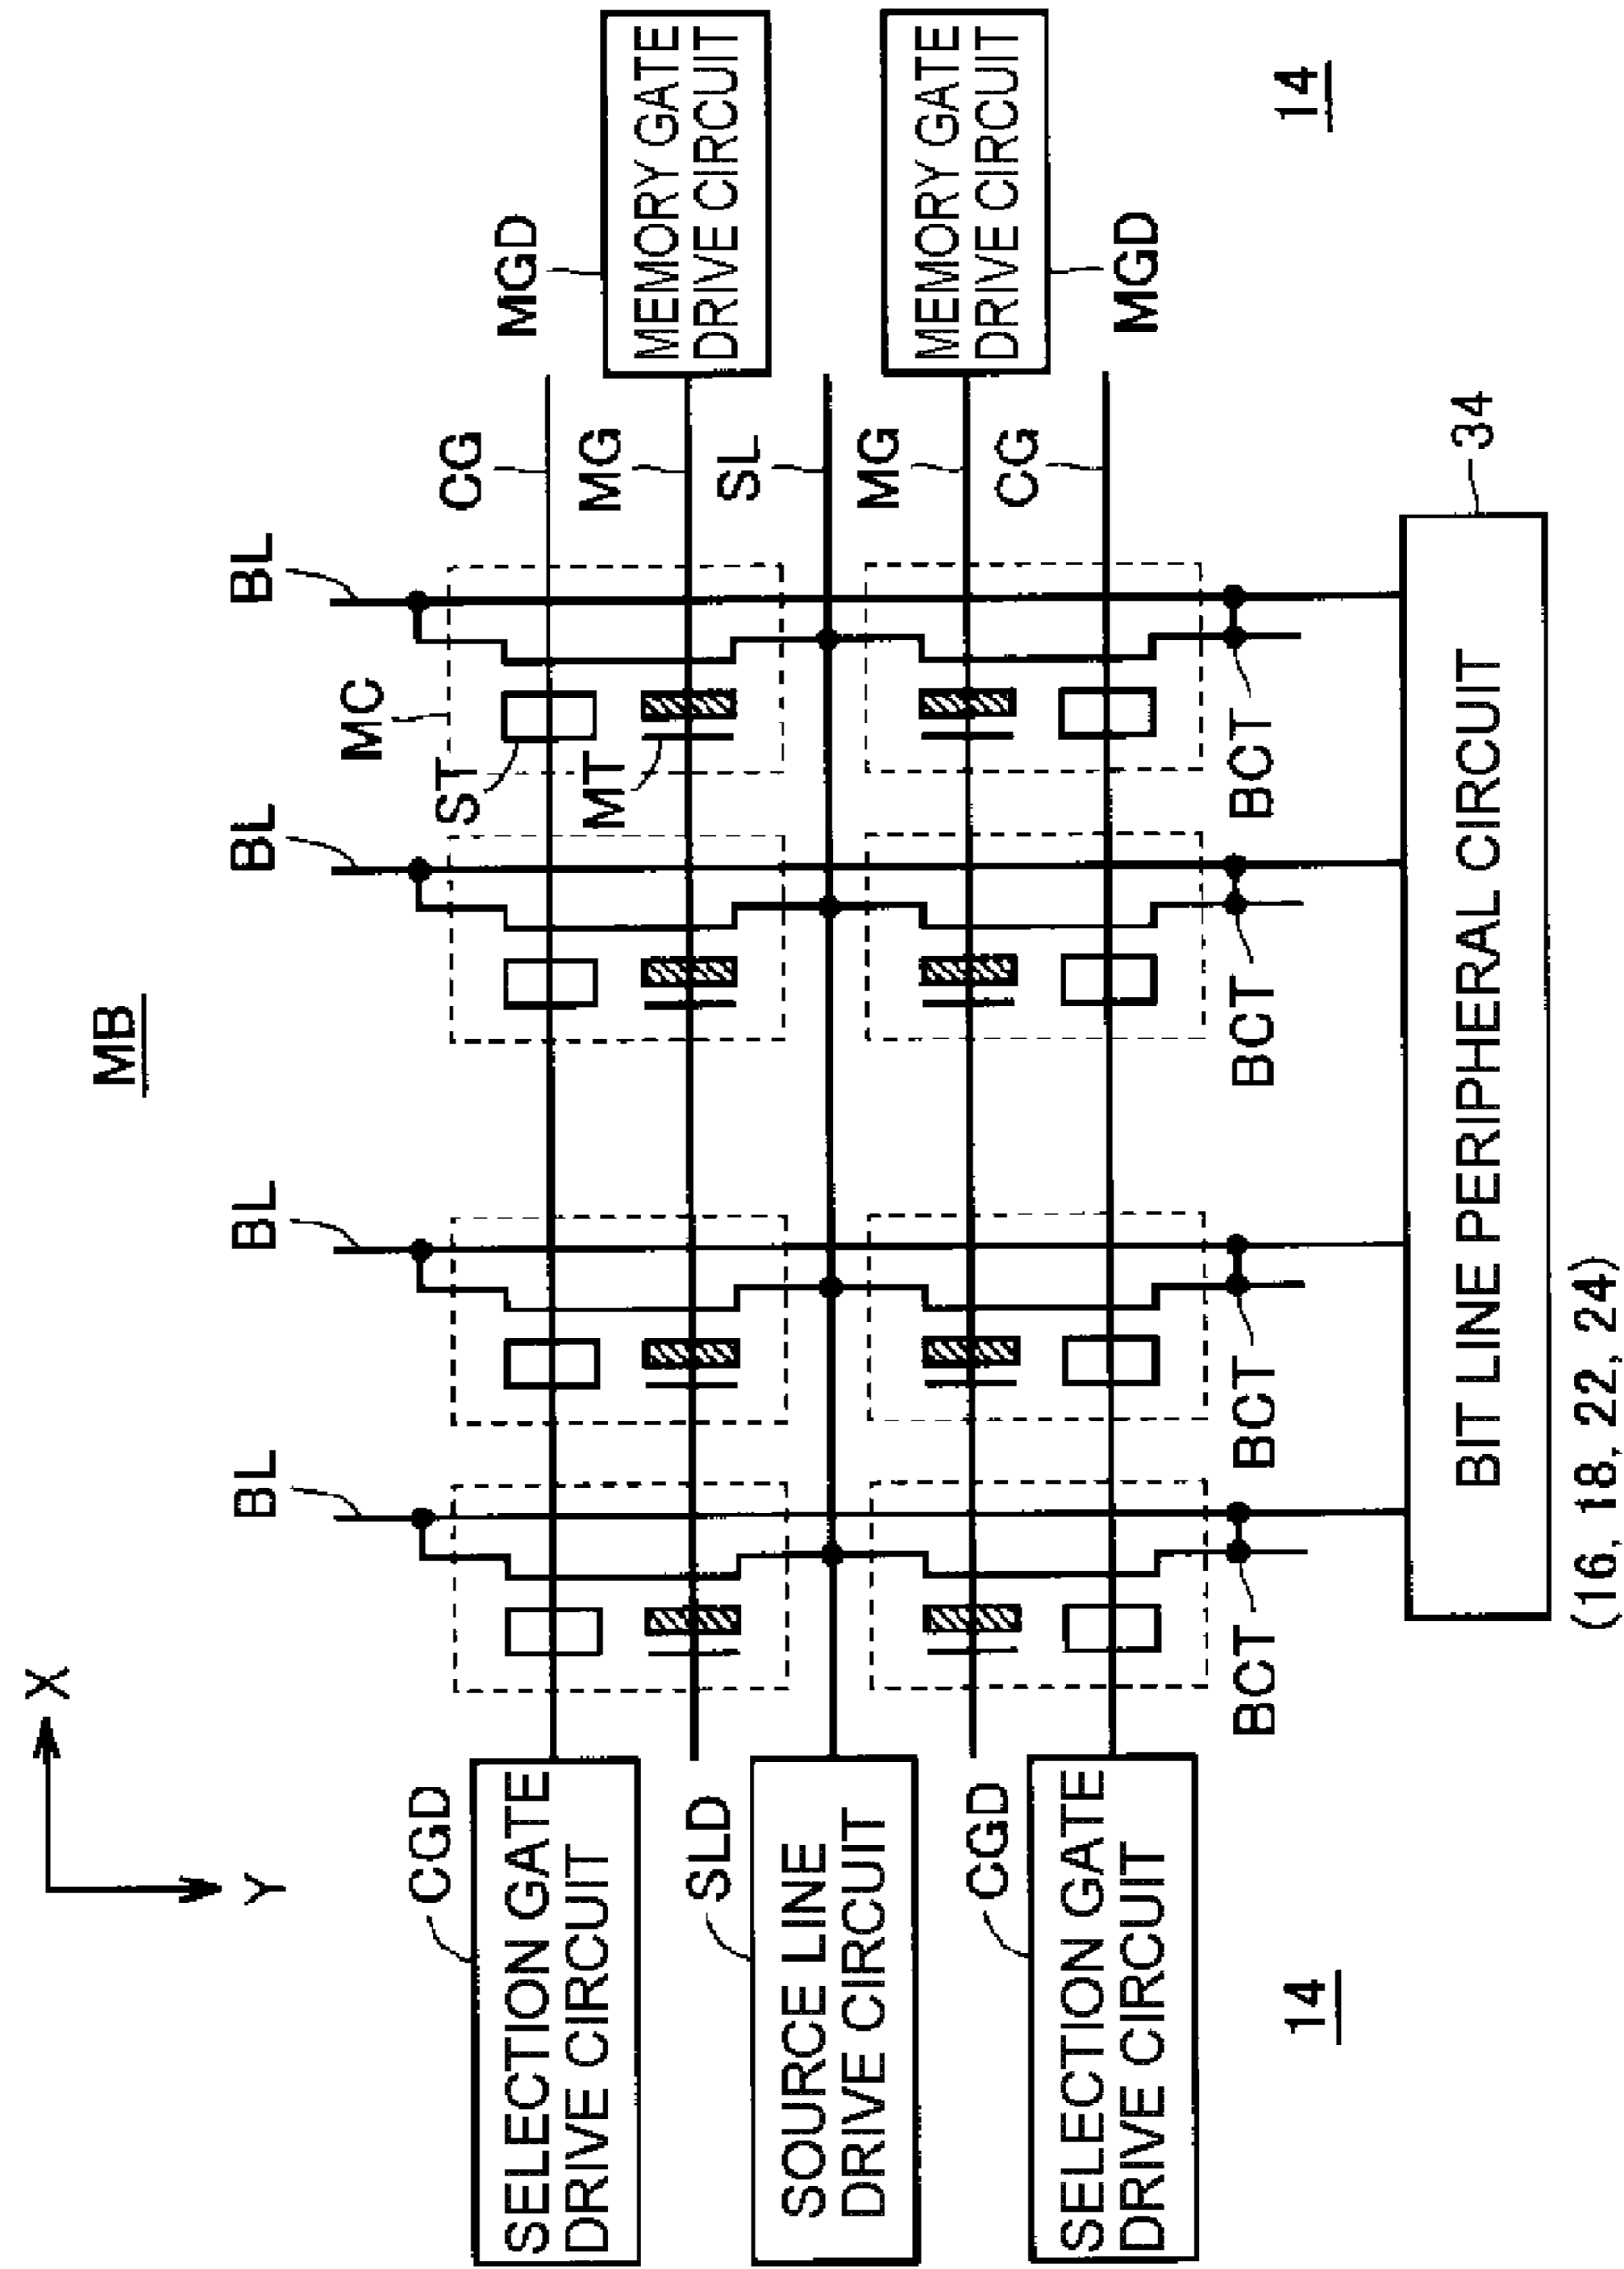 MB
X
Y
BL
BL
BL
BL
MC
ST
MT
CG
MG
SL
MG
CG
MGD
MEMORY GATE
DRIVE CIRCUIT
MEMORY GATE
DRIVE CIRCUIT
MGD
CGD
SELECTION GATE
DRIVE CIRCUIT
SLD
SOURCE LINE
DRIVE CIRCUIT
CGD
SELECTION GATE
DRIVE CIRCUIT
BCT
BCT
BCT
BCT
14
14
34
BIT LINE PERIPHERAL CIRCUIT
(16, 18, 22, 24)